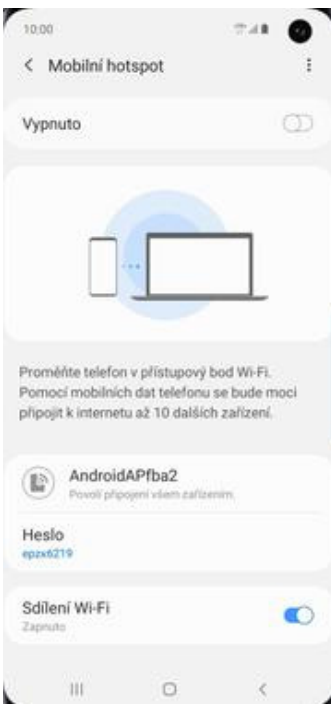 10:00
Mobilní hotspot
Vypnuto
Proměňte telefon v přístupový bod Wi-Fi.
Pomocí mobilních dat telefonu se bude moci
připojit k internetu až 10 dalších zařízení.
AndroidAPfba2
Povolí připojení všem zařízením.
Heslo
epzx6219
Sdílení Wi-Fi
Zapnuto